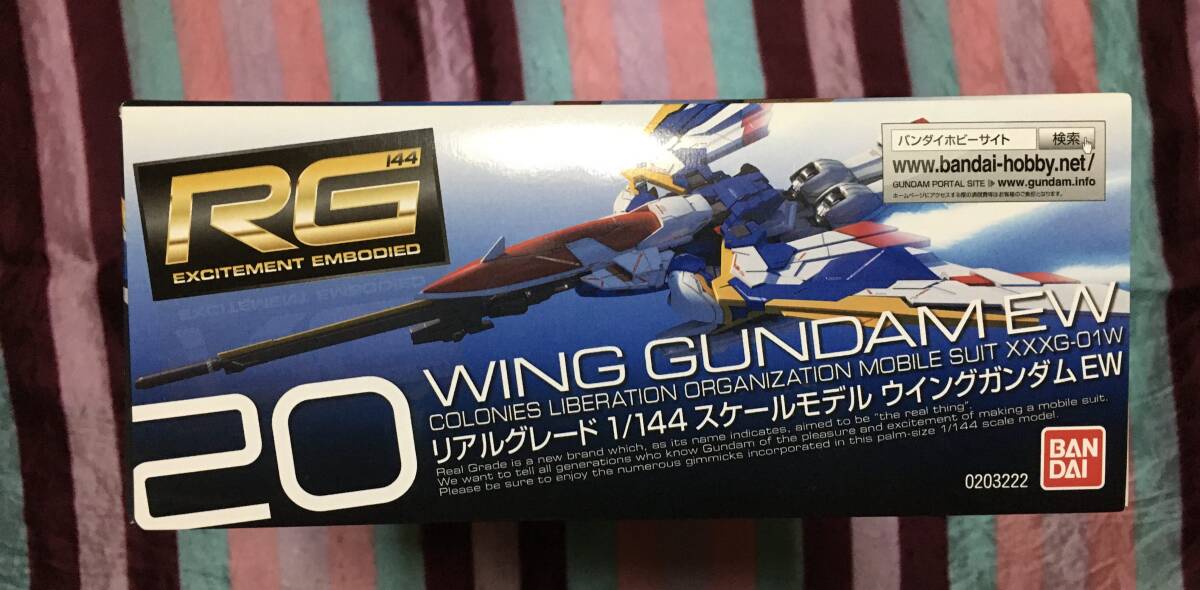 RG
144
EXCITEMENT EMBODIED
バンダイホビーサイト 検索
www.bandai-hobby.net/
GUNDAM PORTAL SITE www.gundam.info
ホームページにアクセスする際の通信費等はお客様のご負担となります。
20
WING GUNDAM EW
COLONIES LIBERATION ORGANIZATION MOBILE SUIT XXXG-01W
リアルグレード 1/144 スケールモデル ウイングガンダムEW
Real Grade is a new brand which, as its name indicates, aimed to be "the real thing".
We want to tell all generations who know Gundam of the pleasure and excitement of making a mobile suit.
Please be sure to enjoy the numerous gimmicks incorporated in this palm-size 1/144 scale model.
0203222
BAN
DAI